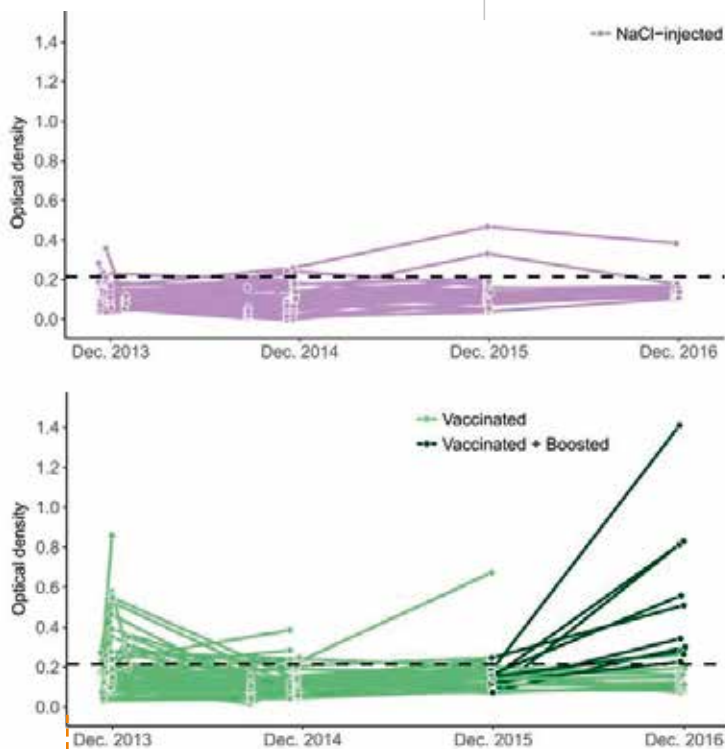 1.4
NaCl-injected
1.2
1.0
0.8
0.6
0.4
0.2
0.0
Optical density
Dec. 2013 Dec. 2014 Dec. 2015 Dec. 2016
1.4
Vaccinated
Vaccinated + Boosted
1.2
1.0
0.8
0.6
0.4
0.2
0.0
Optical density
Dec. 2013 Dec. 2014 Dec. 2015 Dec. 2016